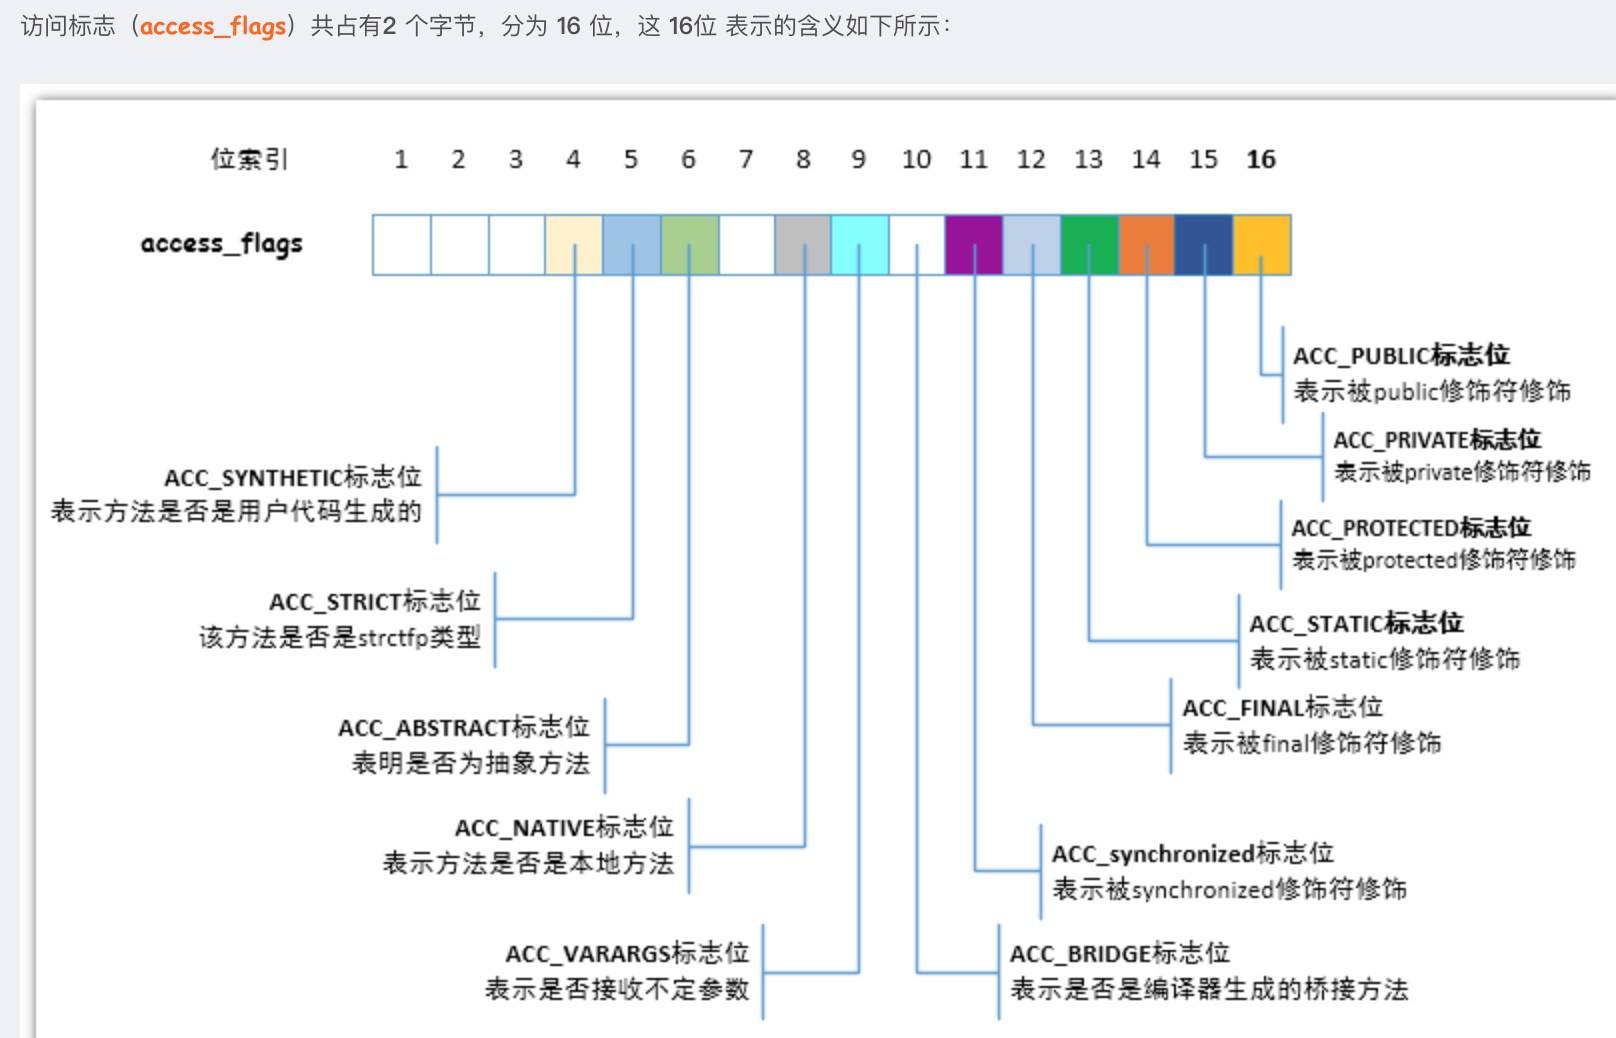 访问标志（access_flags）共占有2 个字节，分为 16 位，这 16位 表示的含义如下所示：
位索引 1 2 3 4 5 6 7 8 9 10 11 12 13 14 15 16
access_flags
ACC_PUBLIC标志位
表示被public修饰符修饰
ACC_PRIVATE标志位
表示被private修饰符修饰
ACC_SYNTHETIC标志位
表示方法是否是用户代码生成的
ACC_PROTECTED标志位
表示被protected修饰符修饰
ACC_STRICT标志位
该方法是否是strctfp类型
ACC_STATIC标志位
表示被static修饰符修饰
ACC_ABSTRACT标志位
表明是否为抽象方法
ACC_FINAL标志位
表示被final修饰符修饰
ACC_NATIVE标志位
表示方法是否是本地方法
ACC_synchronized标志位
表示被synchronized修饰符修饰
ACC_VARARGS标志位
表示是否接收不定参数
ACC_BRIDGE标志位
表示是否是编译器生成的桥接方法